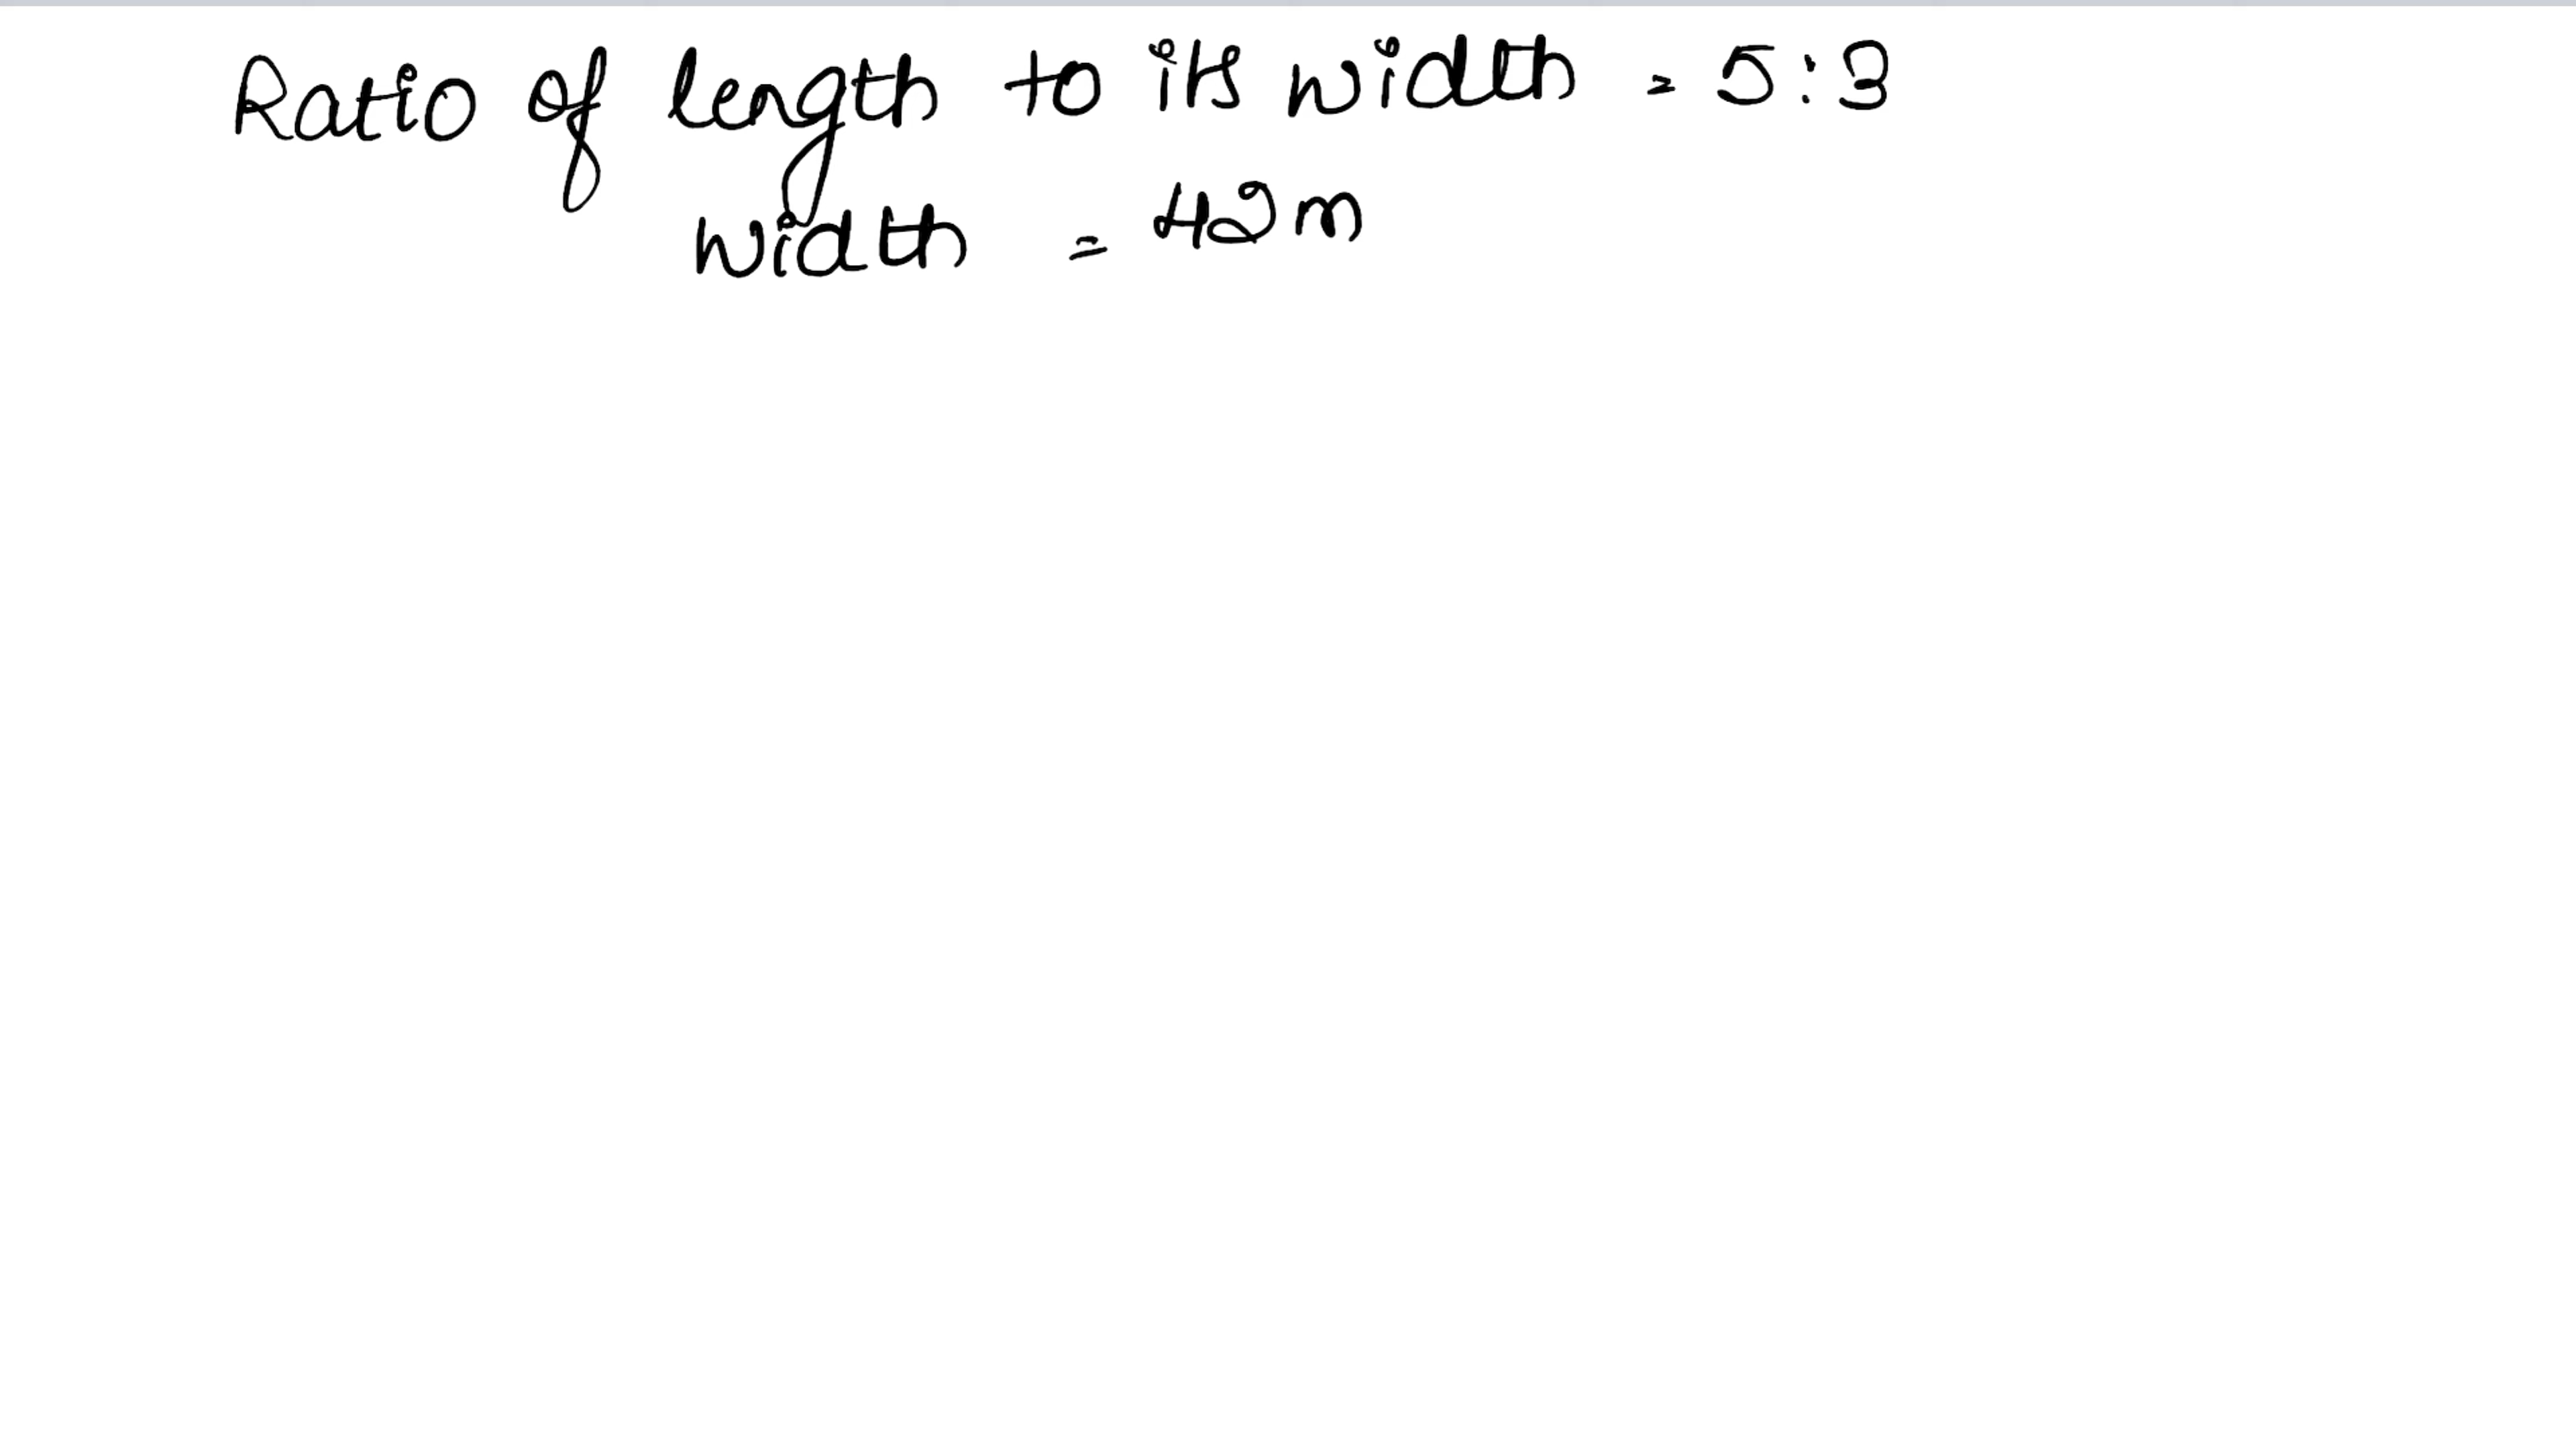 Ratio of length to its width = 5:3
width = 42m